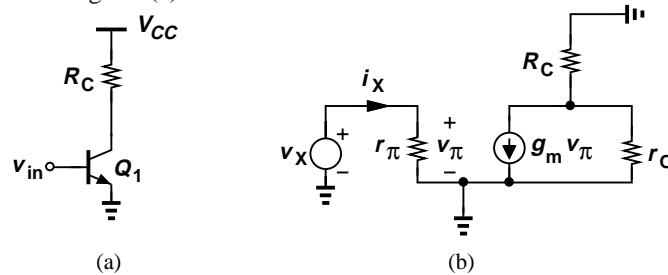 V_CC
R_C
v_in
Q_1
(a)
R_C
i_X
v_X
+
−
r_π
+
v_π
−
g_m v_π
r_O
(b)